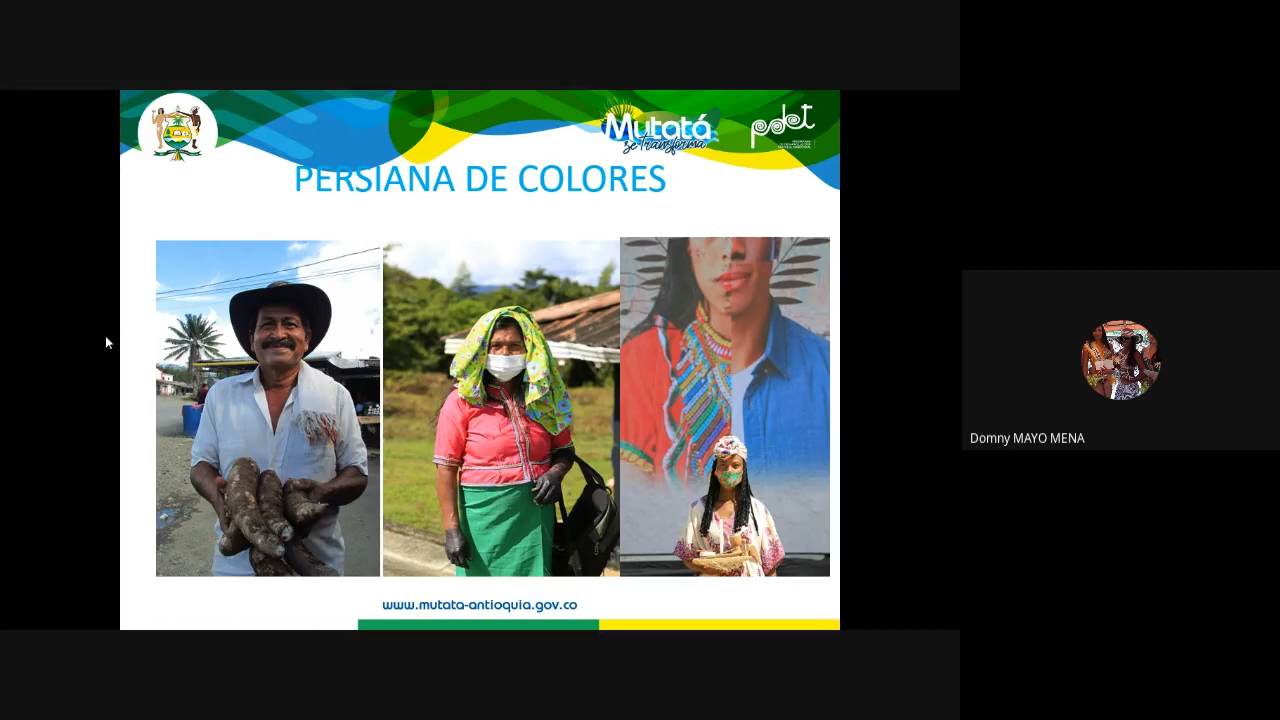 Mutatá
se transforma
pdet
PERSIANA DE COLORES
www.mutata-antioquia.gov.co
Domny MAYO MENA